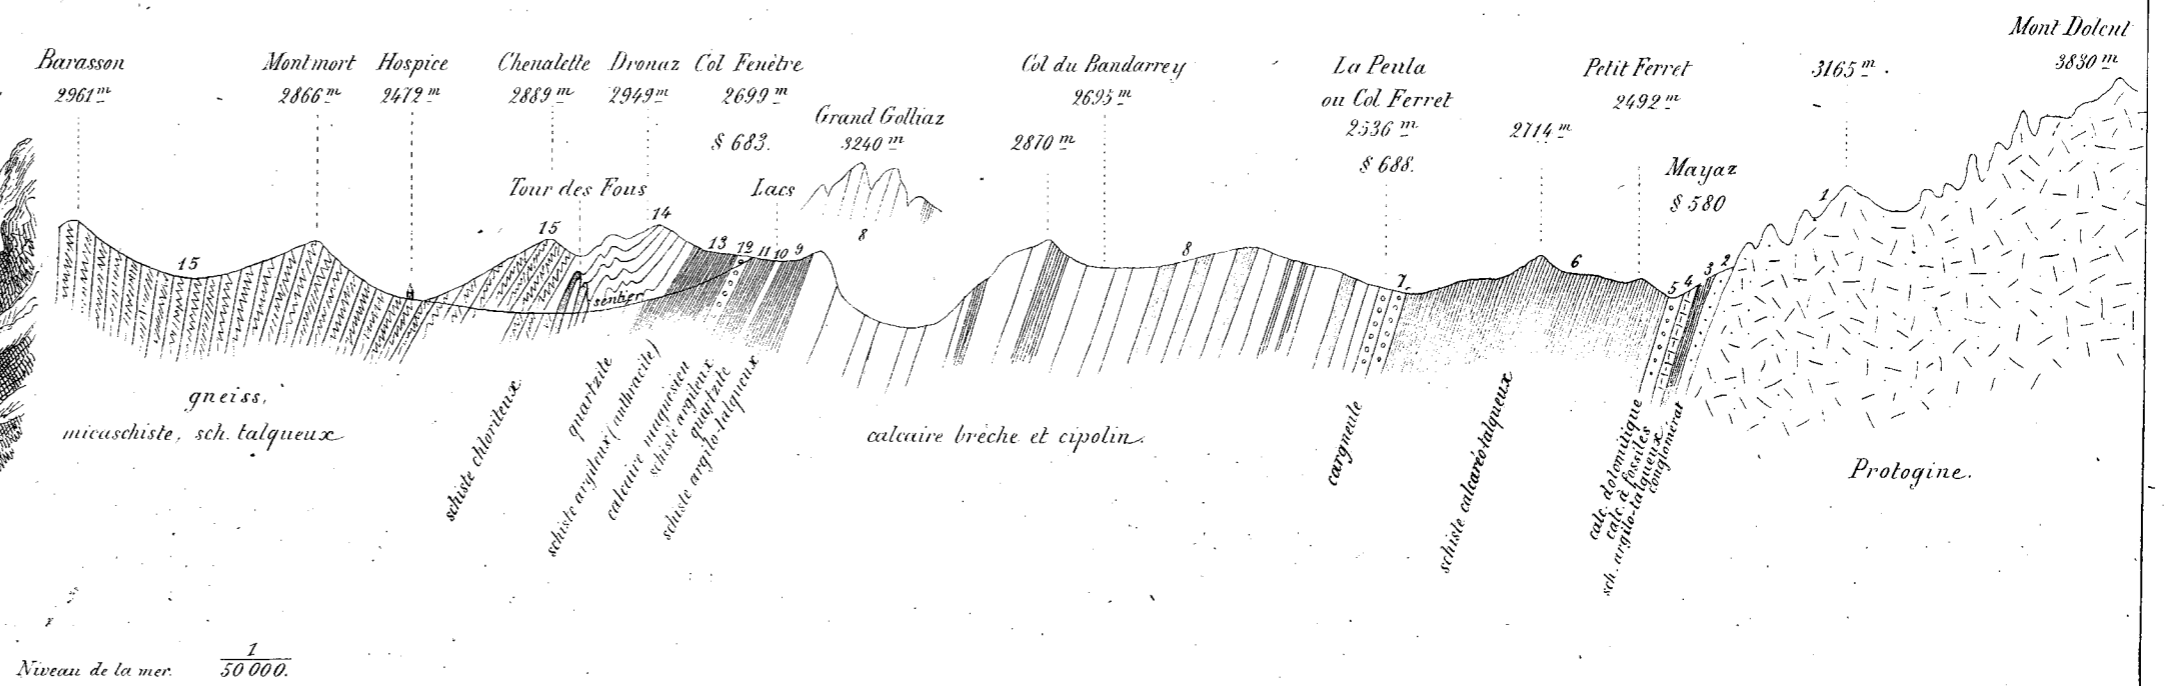 Barasson
2961 m
Montmort
2866 m
Hospice
2472 m
Chenalette
2889 m
Dronaz
2949 m
Col Fenêtre
2699 m
§ 683.
Grand Golliaz
3240 m
Col du Bandarrey
2695 m
2870 m
La Peula
ou Col Ferret
2536 m
§ 688.
2714 m
Petit Ferret
2492 m
Mayaz
§ 580
3165 m.
Mont Dolent
3830 m
Tour des Fous
Lacs
15
15
14
13
12
11
10
9
8
8
7
6
5
4
3
2
1
sentier
gneiss,
micaschiste, sch. talqueux
schiste chloriteux
quartzite
schiste argileux (anthracite)
calcaire magnésien
schiste argileux
quartzite
schiste argilo-talqueux
calcaire brèche et cipolin.
cargneule
schiste calcaréo-talqueux
calc. dolomitique
calc. à fossiles
sch. argilo-talqueux
conglomérat
Protogine.
Niveau de la mer.
1
50 000.